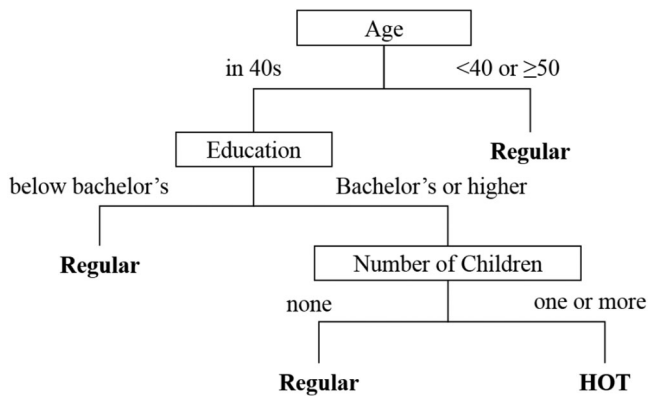 Age
in 40s
<40 or ≥50
Education
Regular
below bachelor’s
Bachelor’s or higher
Regular
Number of Children
none
one or more
Regular
HOT